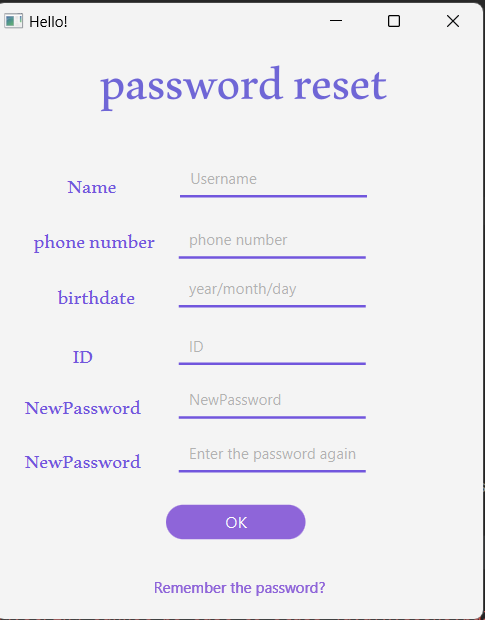 Hello!
password reset
Name
Username
phone number
phone number
birthdate
year/month/day
ID
ID
NewPassword
NewPassword
NewPassword
Enter the password again
OK
Remember the password?